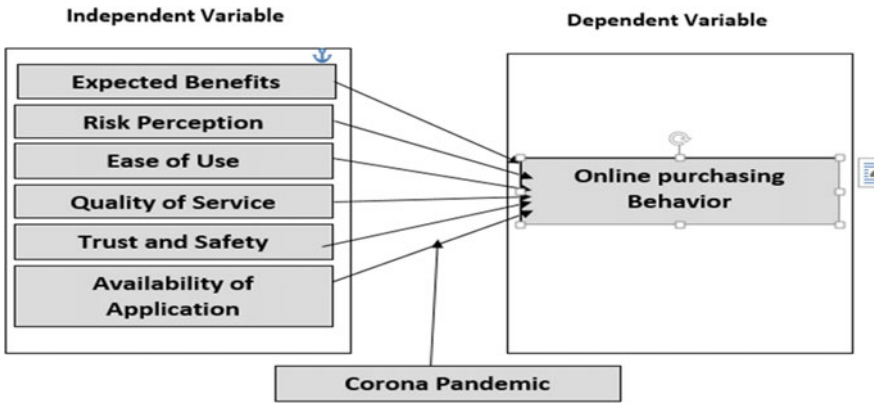 Independent Variable
Dependent Variable
Expected Benefits
Risk Perception
Ease of Use
Quality of Service
Trust and Safety
Availability of
Application
Online purchasing
Behavior
Corona Pandemic